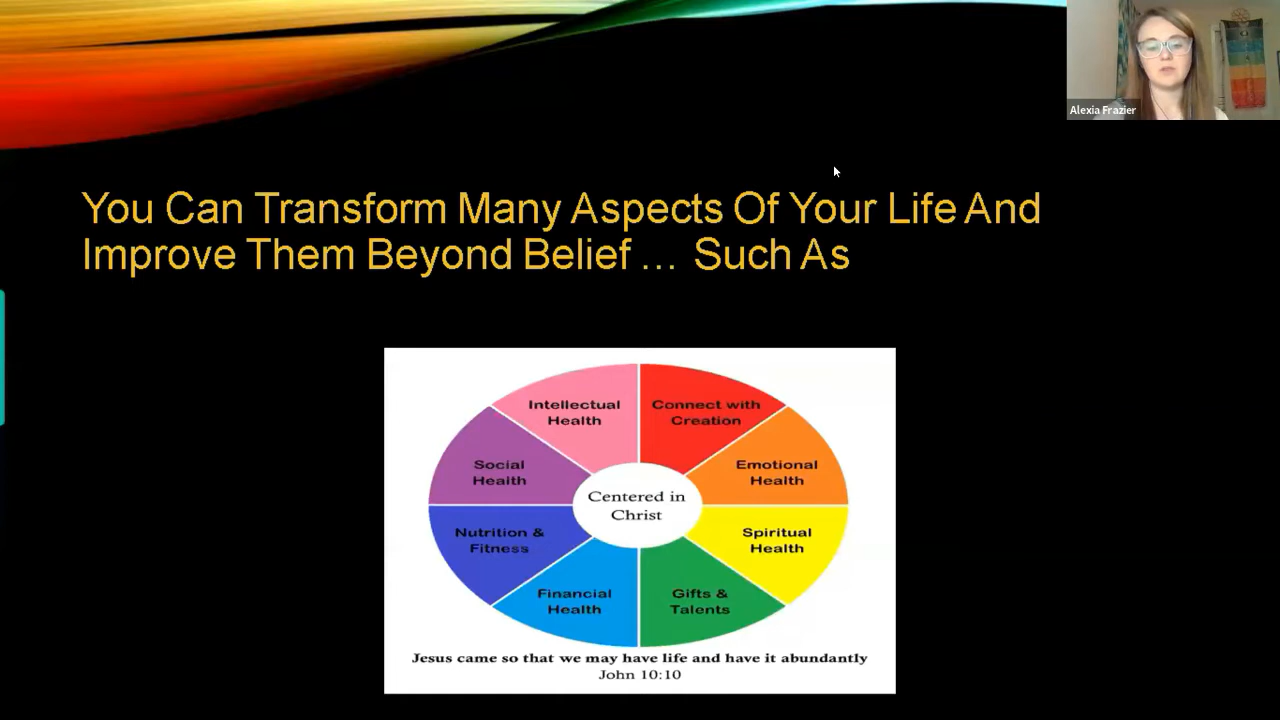 Alexia Frazier
You Can Transform Many Aspects Of Your Life And
Improve Them Beyond Belief ... Such As
Intellectual
Health
Connect with
Creation
Social
Health
Emotional
Health
Centered in
Christ
Nutrition &
Fitness
Spiritual
Health
Financial
Health
Gifts &
Talents
Jesus came so that we may have life and have it abundantly
John 10:10